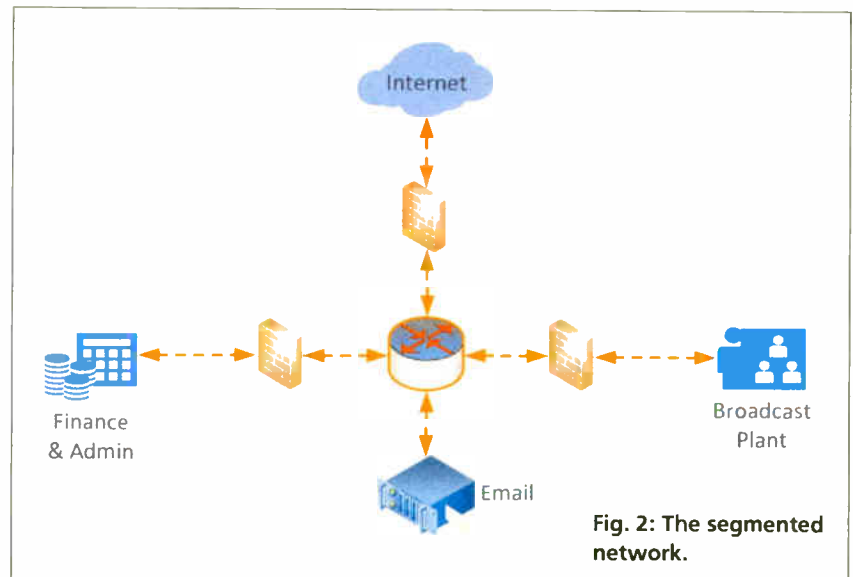 Internet
Finance
& Admin
Broadcast
Plant
Email
Fig. 2: The segmented
network.